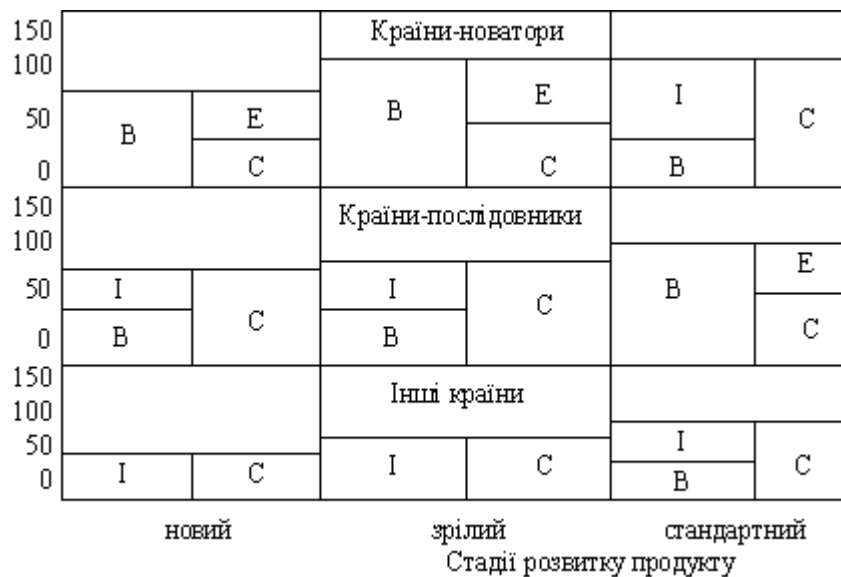 150
Країни-новатори
100
B E I C
50
B C
0 C B
150
Країни-послідовники
100
E
50 I I B
C C
0 B B C
150
Інші країни
100
I
50
0 I C I C B C
новий зрілий стандартний
Стадії розвитку продукту